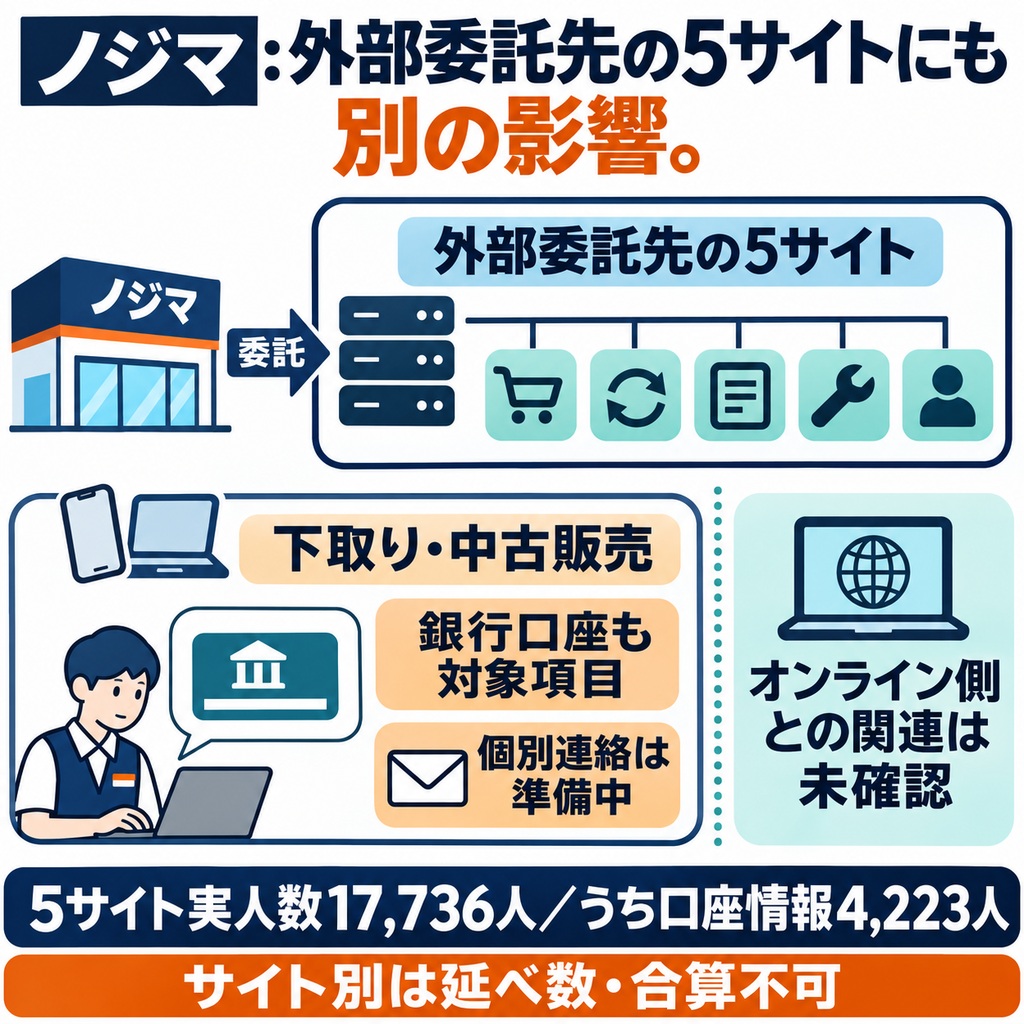 ノジマ:外部委託先の5サイトにも
別の影響。
外部委託先の5サイト
ノジマ
委託
下取り・中古販売
銀行口座も
対象項目
個別連絡は
準備中
オンライン側
との関連は
未確認
5サイト実人数17,736人/うち口座情報4,223人
サイト別は延べ数・合算不可